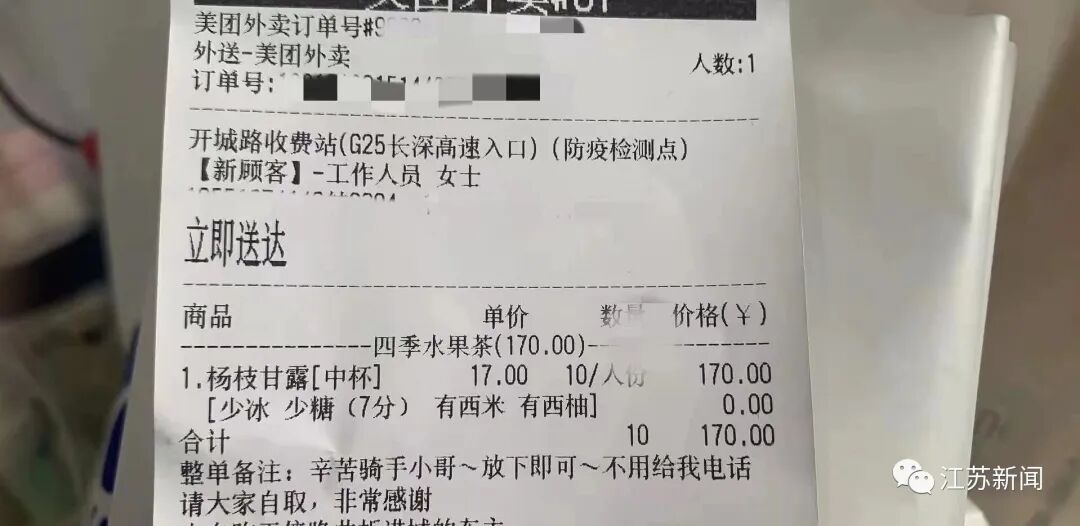 美团外卖订单号#9
外送-美团外卖
人数:1
订单号:
开城路收费站(G25长深高速入口)(防疫检测点)
【新顾客】-工作人员 女士
立即送达
商品 单价 数量 价格(¥)
---------------四季水果茶(170.00)---------------
1.杨枝甘露[中杯] 17.00 10/人份 170.00
[少冰 少糖（7分） 有西米 有西柚] 0.00
合计 10 170.00
整单备注：辛苦骑手小哥～放下即可～不用给我电话
请大家自取，非常感谢
江苏新闻